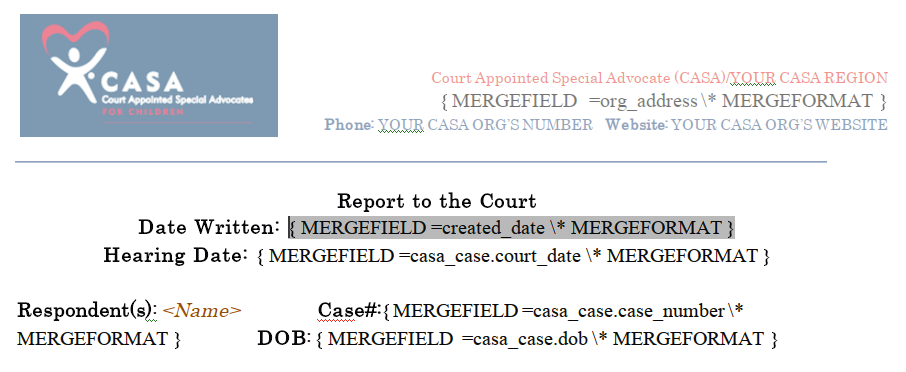 CASA
Court Appointed Special Advocates
FOR CHILDREN
Court Appointed Special Advocate (CASA)/YOUR CASA REGION
{ MERGEFIELD =org_address \* MERGEFORMAT }
Phone: YOUR CASA ORG'S NUMBER Website: YOUR CASA ORG'S WEBSITE
Report to the Court
Date Written: { MERGEFIELD =created_date \* MERGEFORMAT }
Hearing Date: { MERGEFIELD =casa_case.court_date \* MERGEFORMAT }
Respondent(s): <Name> Case#:{ MERGEFIELD =casa_case.case_number \*
MERGEFORMAT } DOB: { MERGEFIELD =casa_case.dob \* MERGEFORMAT }